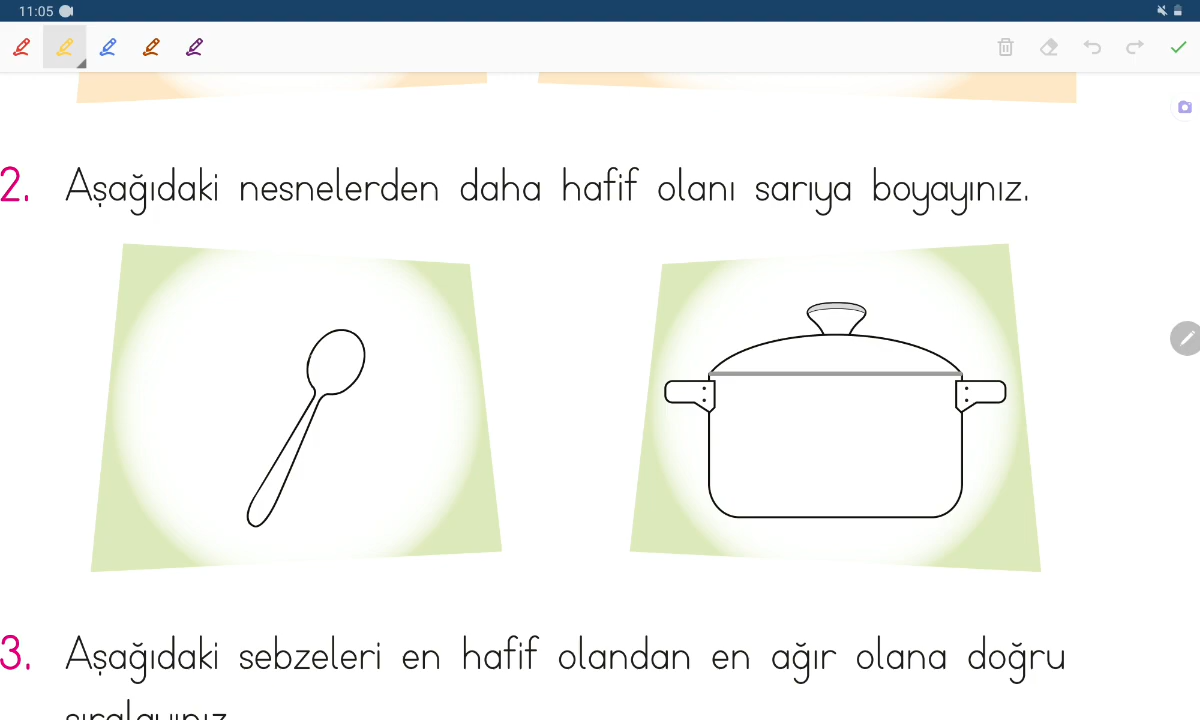 11:05
2. Aşağıdaki nesnelerden daha hafif olanı sarıya boyayınız.
3. Aşağıdaki sebzeleri en hafif olandan en ağır olana doğru
sıralayınız